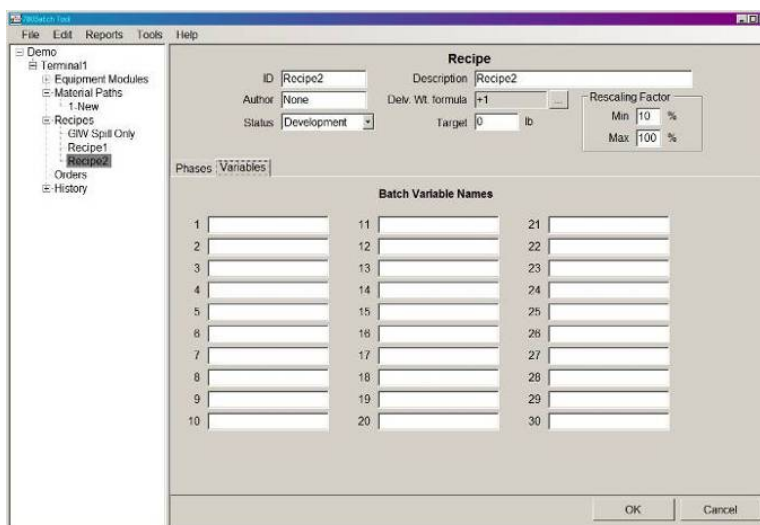 780Batch Tool
File Edit Reports Tools Help
Demo
Terminal1
Equipment Modules
Material Paths
1-New
Recipes
GIW Spill Only
Recipe1
Recipe2
Orders
History
Recipe
ID Recipe2 Description Recipe2
Author None Delv. Wt. formula +1 ... Rescaling Factor
Status Development Target 0 lb Min 10 %
Max 100 %
Phases Variables
Batch Variable Names
1 11 21
2 12 22
3 13 23
4 14 24
5 15 25
6 16 26
7 17 27
8 18 28
9 19 29
10 20 30
OK Cancel